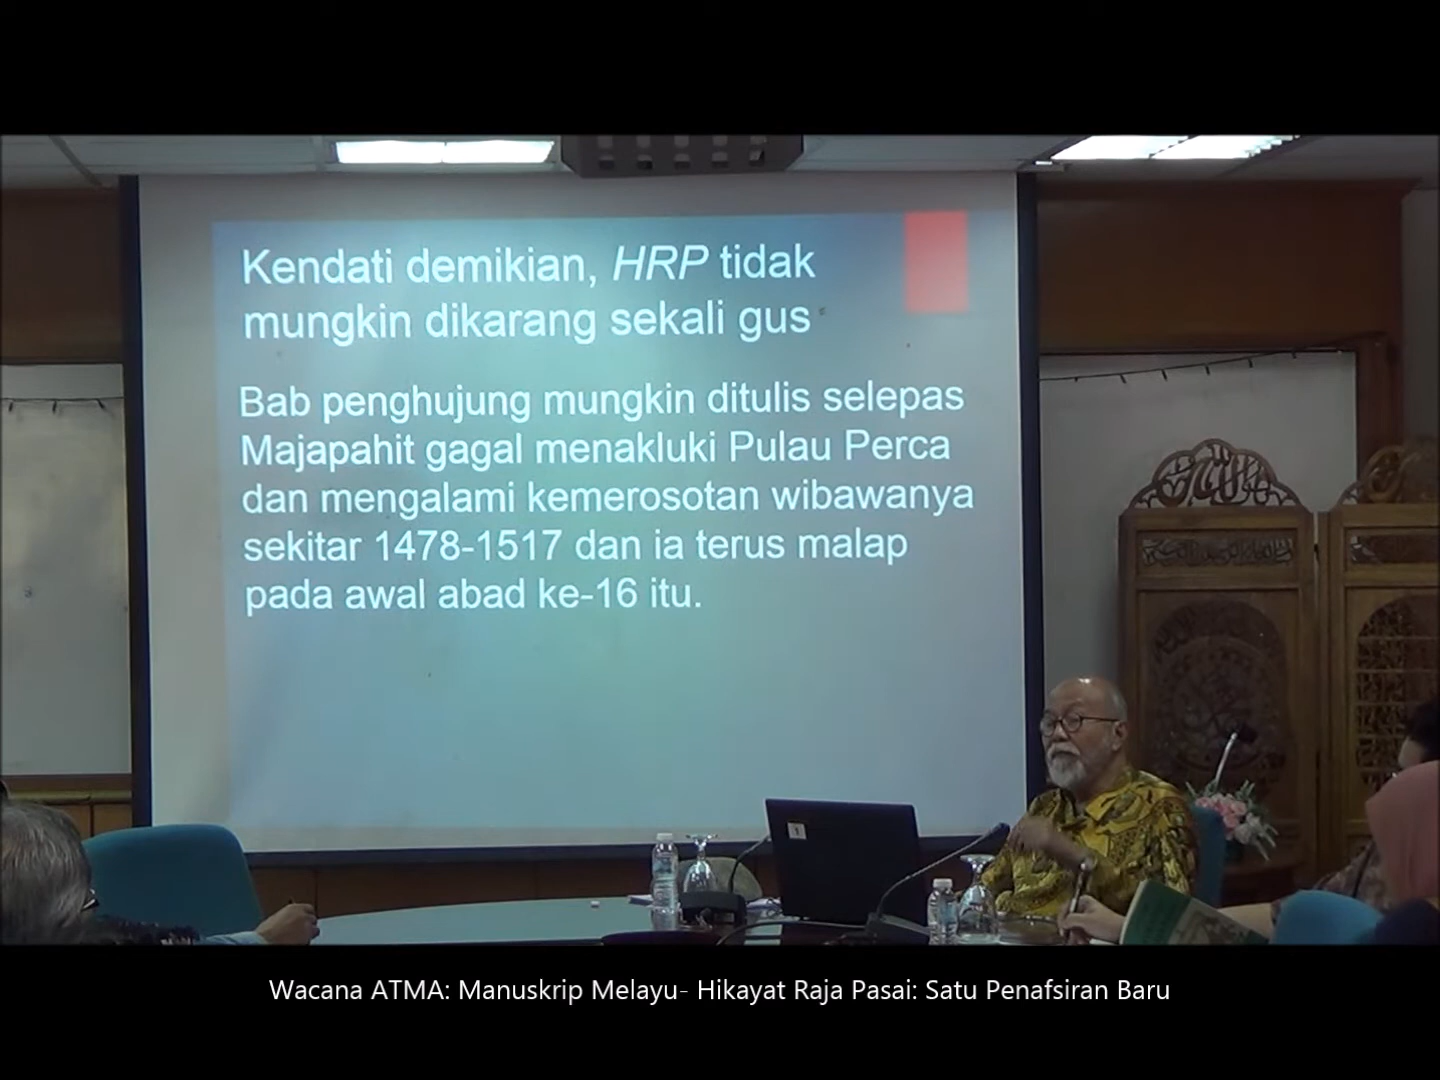 Kendati demikian, HRP tidak
mungkin dikarang sekali gus
Bab penghujung mungkin ditulis selepas
Majapahit gagal menakluki Pulau Perca
dan mengalami kemerosotan wibawanya
sekitar 1478-1517 dan ia terus malap
pada awal abad ke-16 itu.
1
Wacana ATMA: Manuskrip Melayu- Hikayat Raja Pasai: Satu Penafsiran Baru